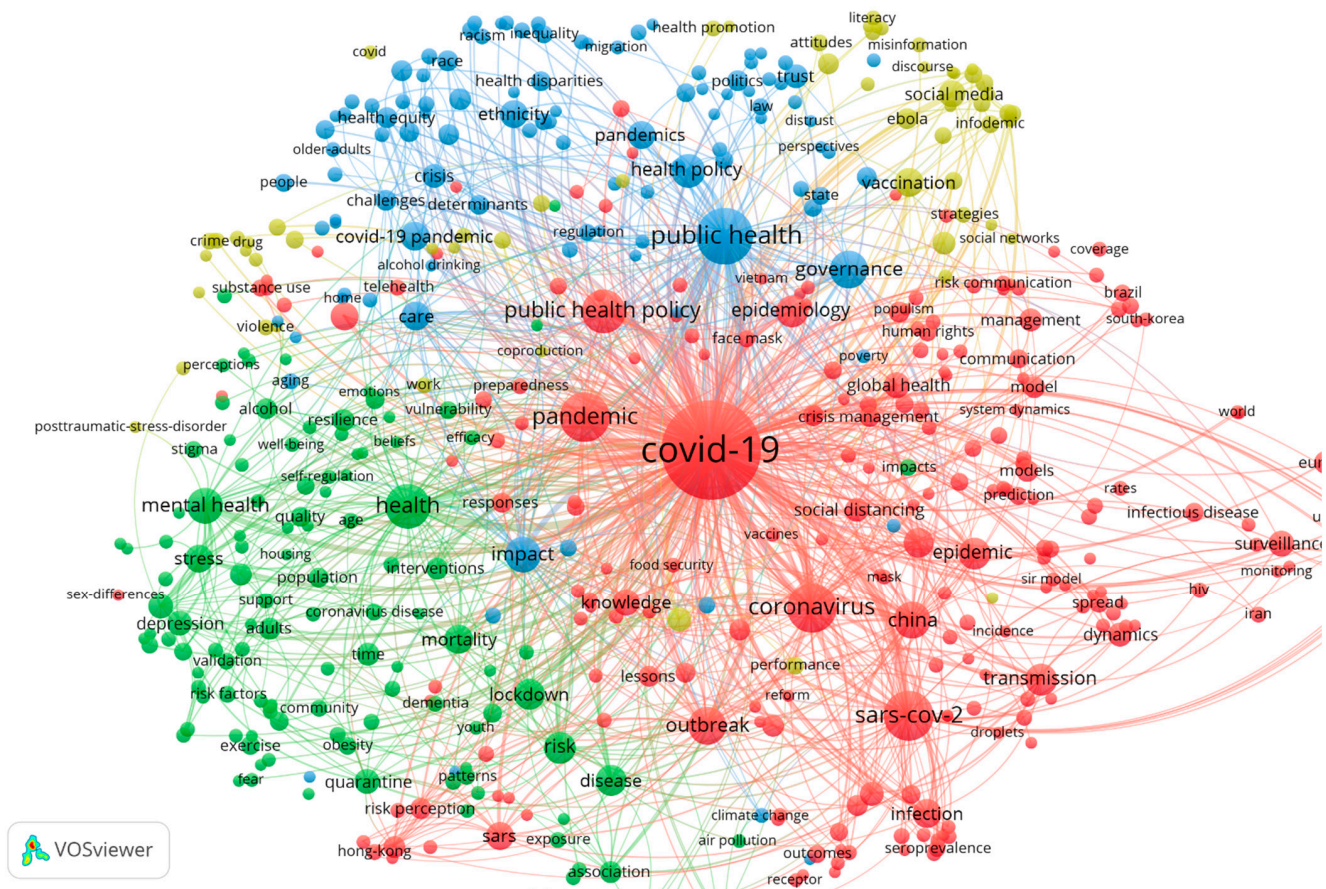 literacy
racism inequality
health promotion
attitudes
misinformation
migration
covid
race
discourse
health disparities
politics
trust
social media
law
health equity
ethnicity
ebola
infodemic
distrust
pandemics
older-adults
perspectives
health policy
people
crisis
vaccination
challenges
determinants
state
strategies
crime drug
covid-19 pandemic
regulation
public health
social networks
coverage
alcohol drinking
governance
substance use
telehealth
vietnam
risk communication
brazil
home
public health policy
epidemiology
populism
south-korea
care
management
violence
face mask
human rights
coproduction
poverty
communication
perceptions
aging
emotions
work
preparedness
global health
model
alcohol
resilience
vulnerability
pandemic
crisis management
system dynamics
world
posttraumatic-stress-disorder
well-being
beliefs
efficacy
covid-19
stigma
impacts
models
eur
self-regulation
mental health
health
responses
prediction
rates
quality
age
social distancing
infectious disease
u
vaccines
stress
housing
impact
epidemic
surveillance
interventions
food security
mask
sir model
monitoring
population
sex-differences
support
knowledge
coronavirus
hiv
coronavirus disease
spread
depression
adults
china
iran
mortality
incidence
dynamics
validation
time
performance
lessons
transmission
risk factors
lockdown
reform
community
dementia
sars-cov-2
youth
outbreak
droplets
exercise
obesity
risk
fear
quarantine
patterns
disease
risk perception
climate change
infection
sars
exposure
air pollution
hong-kong
outcomes
seroprevalence
association
receptor
VOSviewer